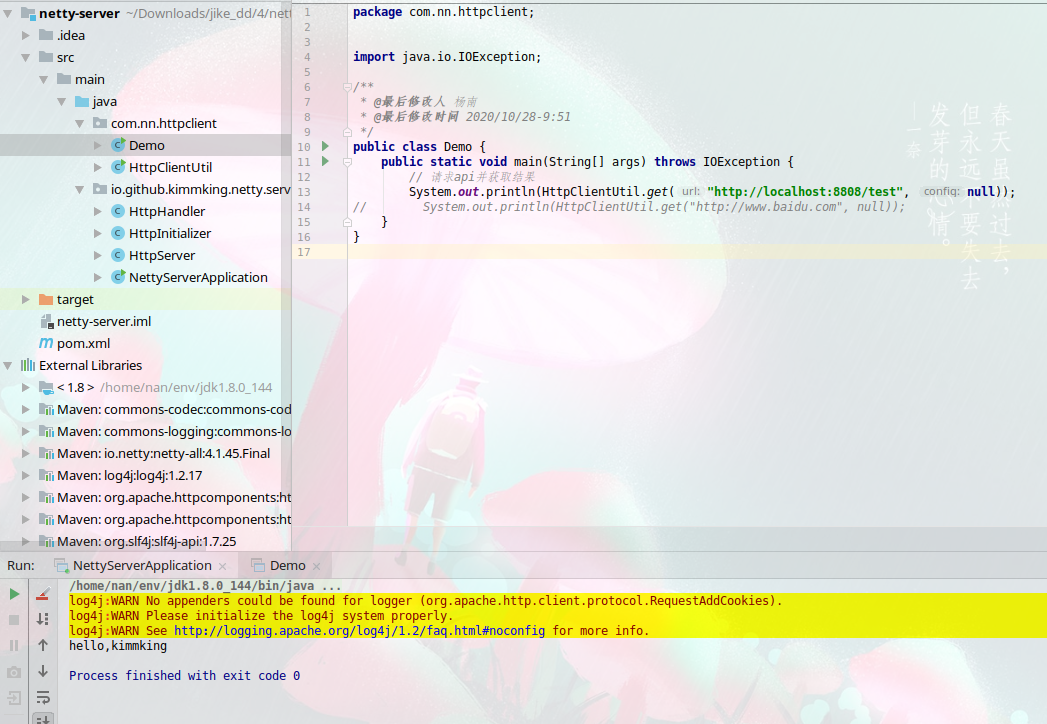 netty-server ~/Downloads/jike_dd/4/nett
.idea
src
main
java
com.nn.httpclient
Demo
HttpClientUtil
io.github.kimmking.netty.serv
HttpHandler
HttpInitializer
HttpServer
NettyServerApplication
target
netty-server.iml
pom.xml
External Libraries
< 1.8 > /home/nan/env/jdk1.8.0_144
Maven: commons-codec:commons-cod
Maven: commons-logging:commons-lo
Maven: io.netty:netty-all:4.1.45.Final
Maven: log4j:log4j:1.2.17
Maven: org.apache.httpcomponents:ht
Maven: org.apache.httpcomponents:ht
Maven: org.slf4j:slf4j-api:1.7.25
1 package com.nn.httpclient;
2
3
4 import java.io.IOException;
5
6 /**
7 * @最后修改人 杨南
8 * @最后修改时间 2020/10/28-9:51
9 */
10 public class Demo {
11 public static void main(String[] args) throws IOException {
12 // 请求api并获取结果
13 System.out.println(HttpClientUtil.get( url: "http://localhost:8808/test", config: null));
14 // System.out.println(HttpClientUtil.get("http://www.baidu.com", null));
15 }
16 }
17
春天虽然过去，
但永远不要失去
发芽的心情。
Run: NettyServerApplication × Demo ×
/home/nan/env/jdk1.8.0_144/bin/java ...
log4j:WARN No appenders could be found for logger (org.apache.http.client.protocol.RequestAddCookies).
log4j:WARN Please initialize the log4j system properly.
log4j:WARN See http://logging.apache.org/log4j/1.2/faq.html#noconfig for more info.
hello,kimmking
Process finished with exit code 0